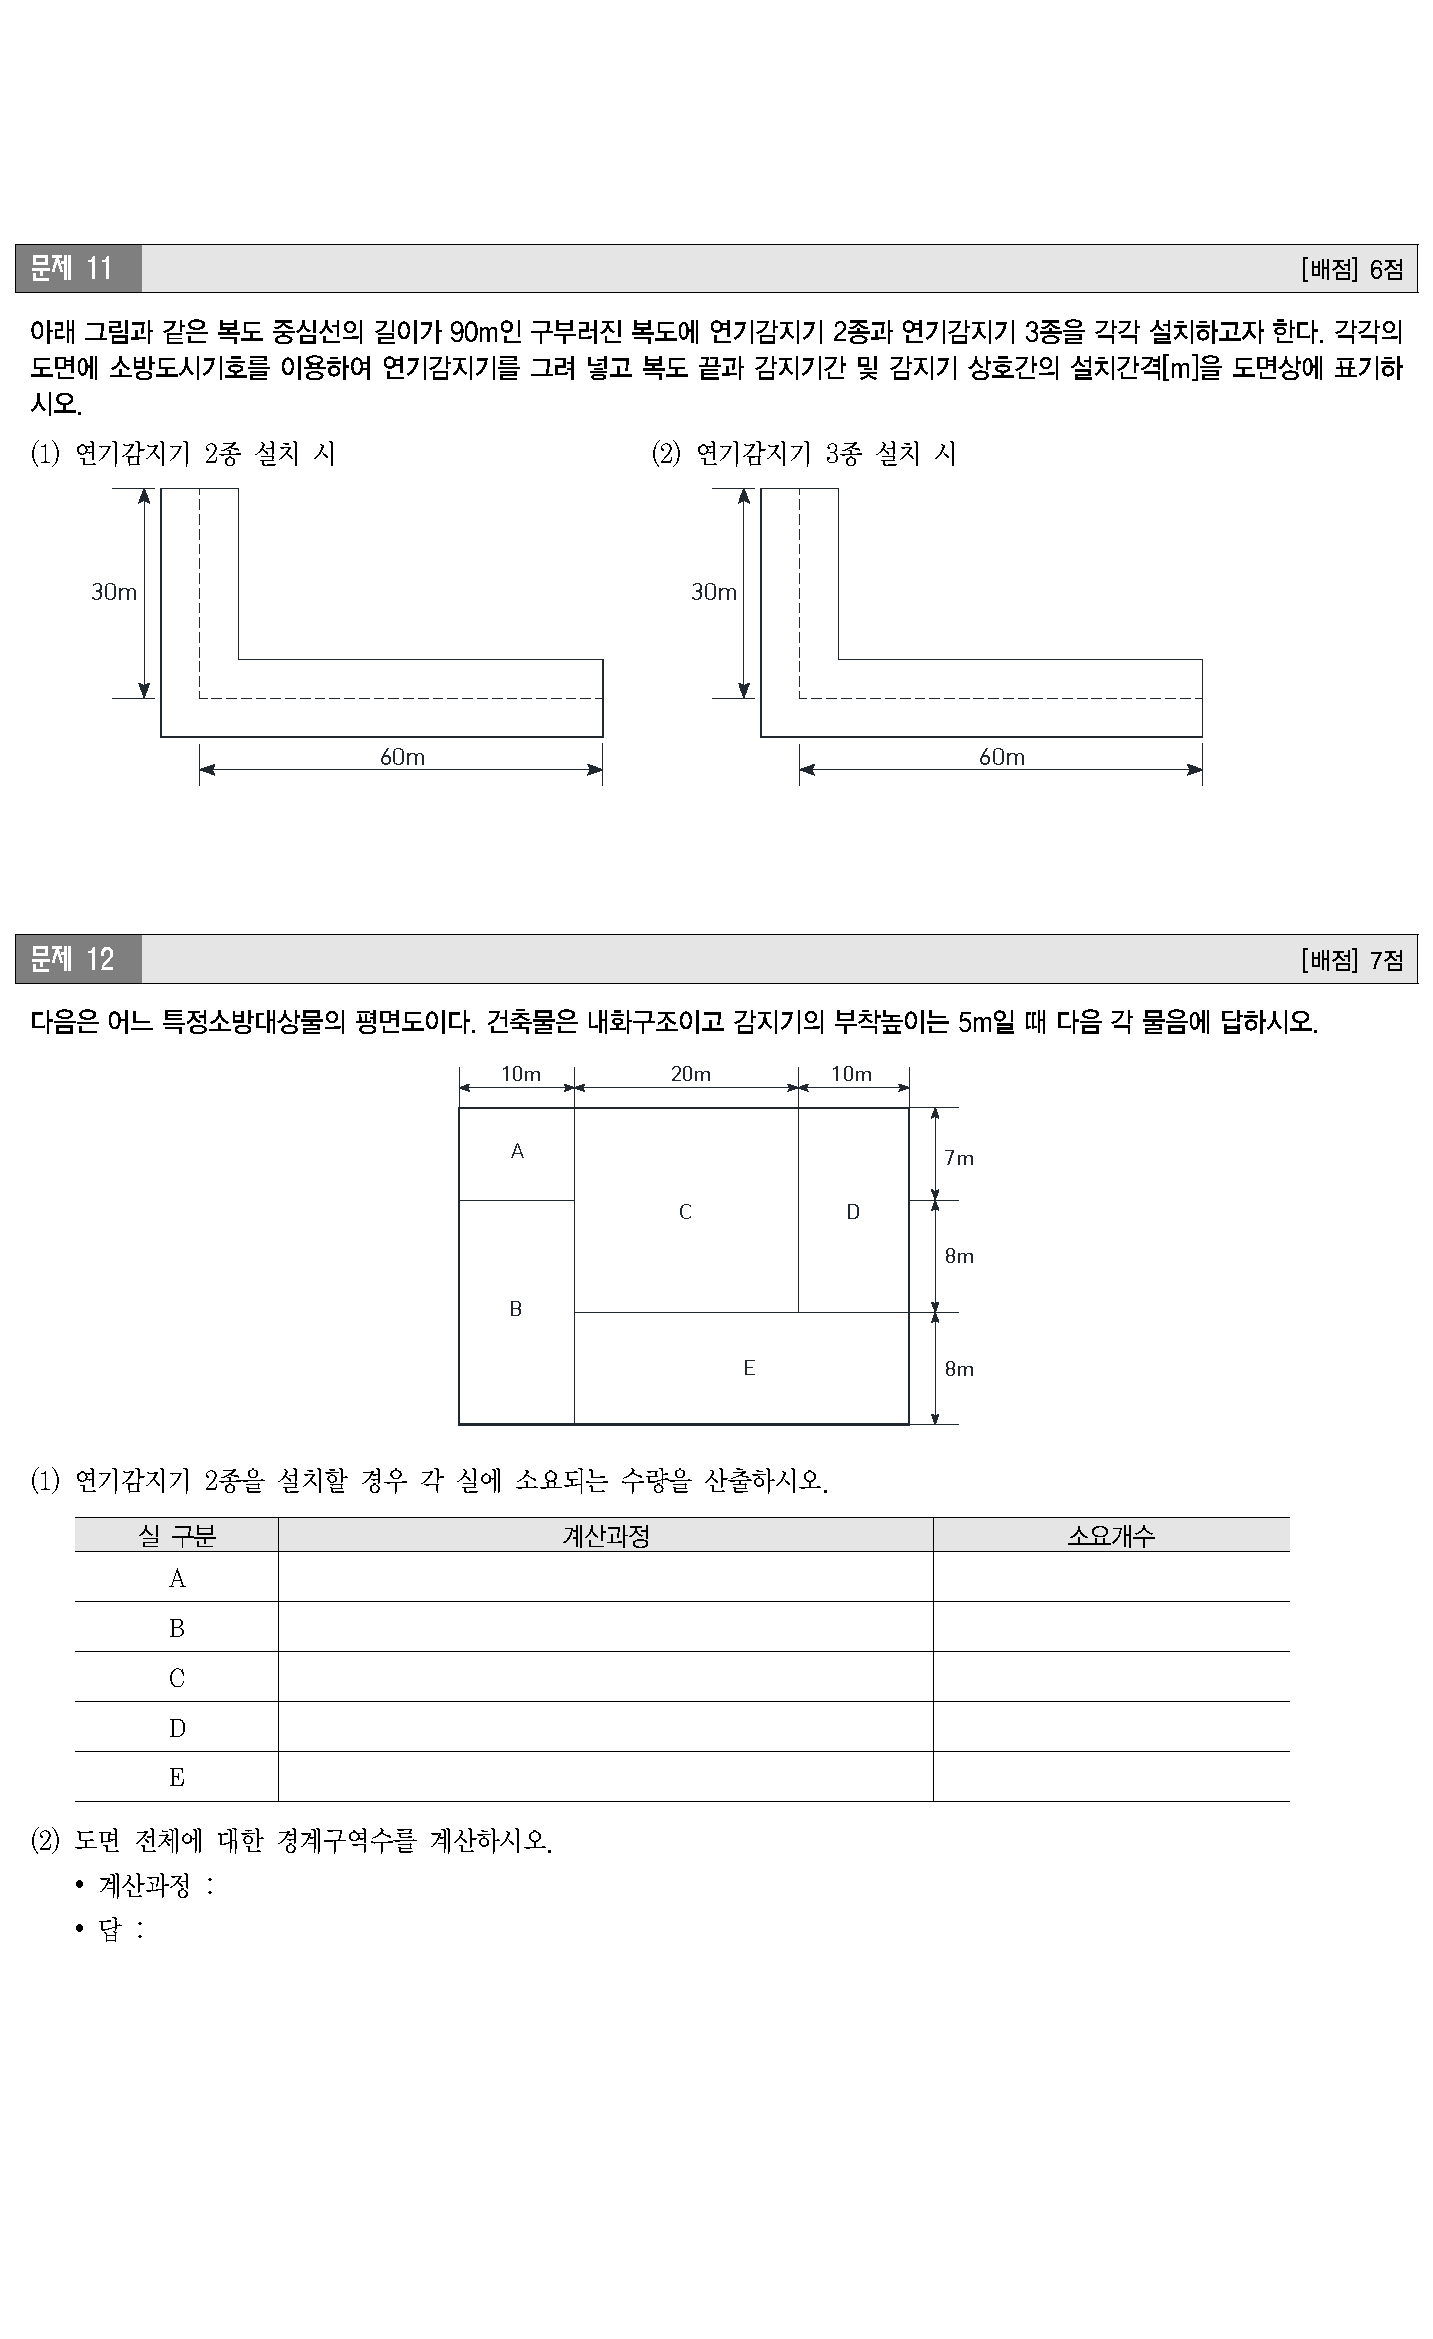 문제 11 [배점] 6점
아래 그림과 같은 복도 중심선의 길이가 90m인 구부러진 복도에 연기감지기 2종과 연기감지기 3종을 각각 설치하고자 한다. 각각의
도면에 소방도시기호를 이용하여 연기감지기를 그려 넣고 복도 끝과 감지기간 및 감지기 상호간의 설치간격[m]을 도면상에 표기하
시오.
(1) 연기감지기 2종 설치 시
30m
60m
(2) 연기감지기 3종 설치 시
30m
60m
문제 12 [배점] 7점
다음은 어느 특정소방대상물의 평면도이다. 건축물은 내화구조이고 감지기의 부착높이는 5m일 때 다음 각 물음에 답하시오.
10m 20m 10m
A
7m
C D
8m
B
E
8m
(1) 연기감지기 2종을 설치할 경우 각 실에 소요되는 수량을 산출하시오.
실 구분 계산과정 소요개수
A
B
C
D
E
(2) 도면 전체에 대한 경계구역수를 계산하시오.
• 계산과정 :
• 답 :